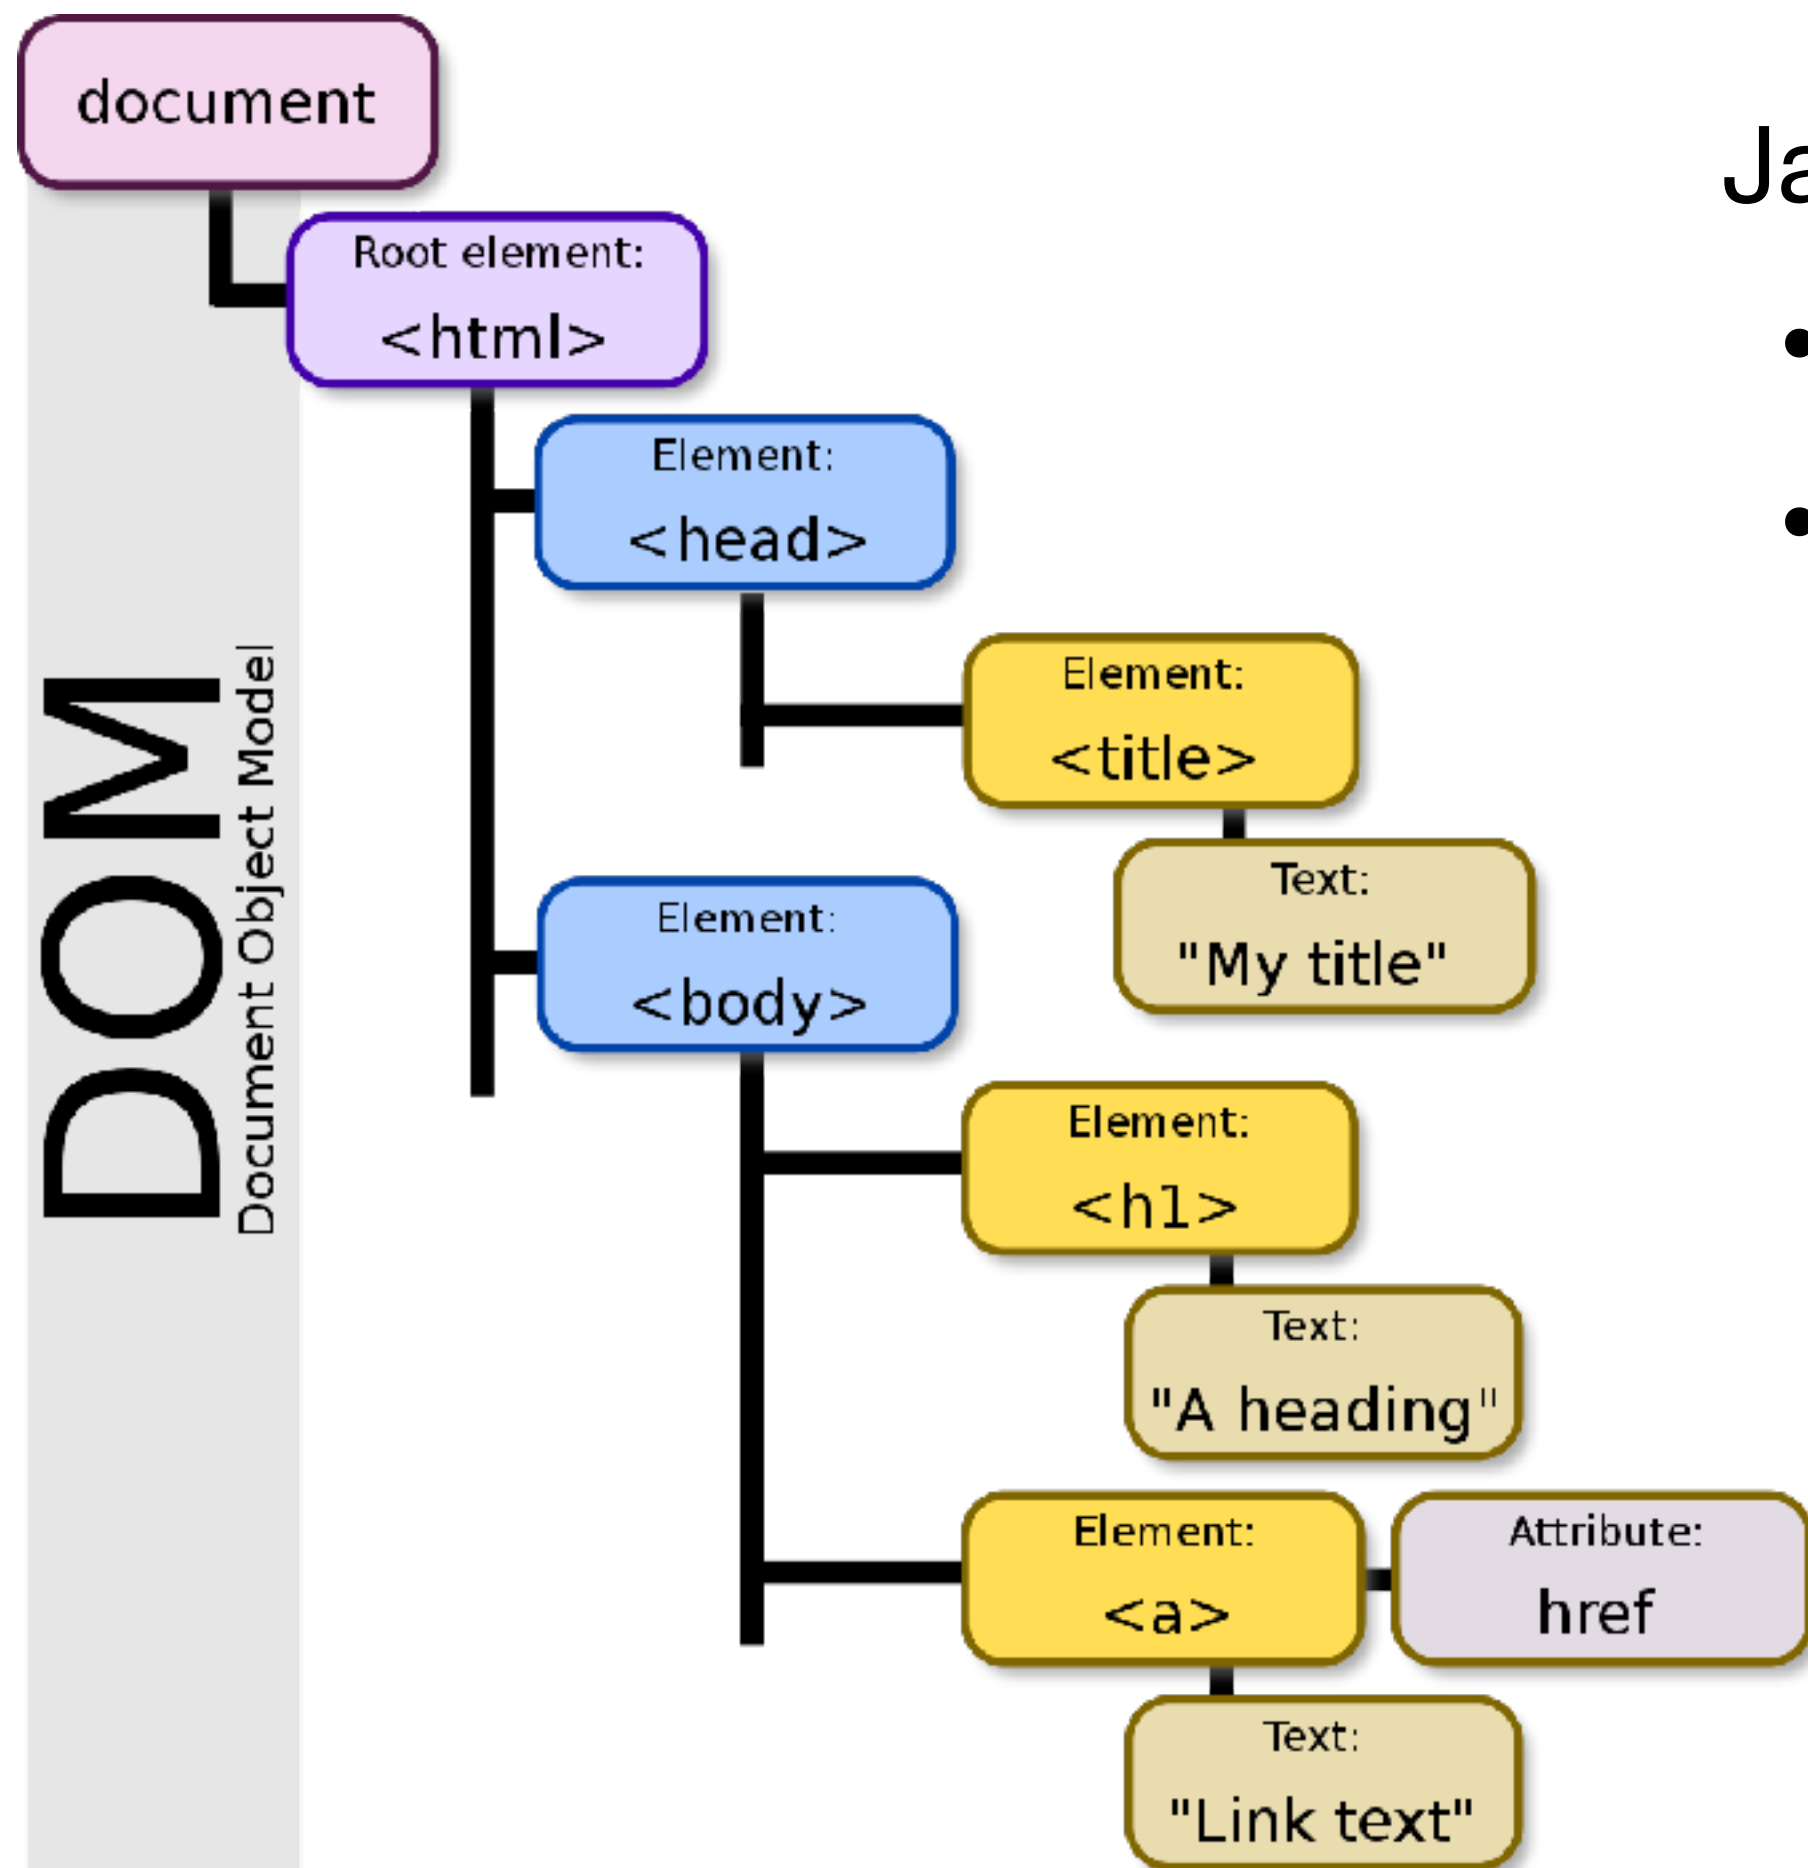 document
Root element:
<html>
Element:
<head>
Element:
<title>
Text:
"My title"
Element:
<body>
Element:
<h1>
Text:
"A heading"
Element:
<a>
Attribute:
href
Text:
"Link text"
DOM
Document Object Model
Ja
•
•